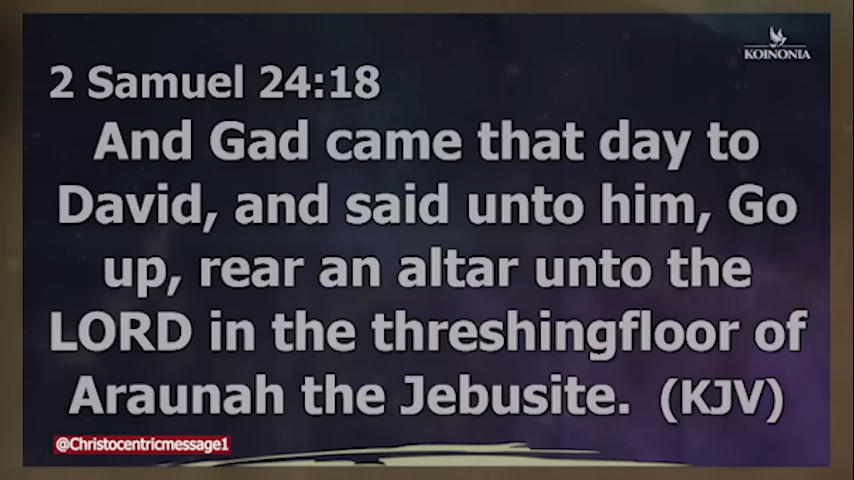 KOINONIA
2 Samuel 24:18
And Gad came that day to
David, and said unto him, Go
up, rear an altar unto the
LORD in the threshingfloor of
Araunah the Jebusite. (KJV)
@Christocentricmessage1